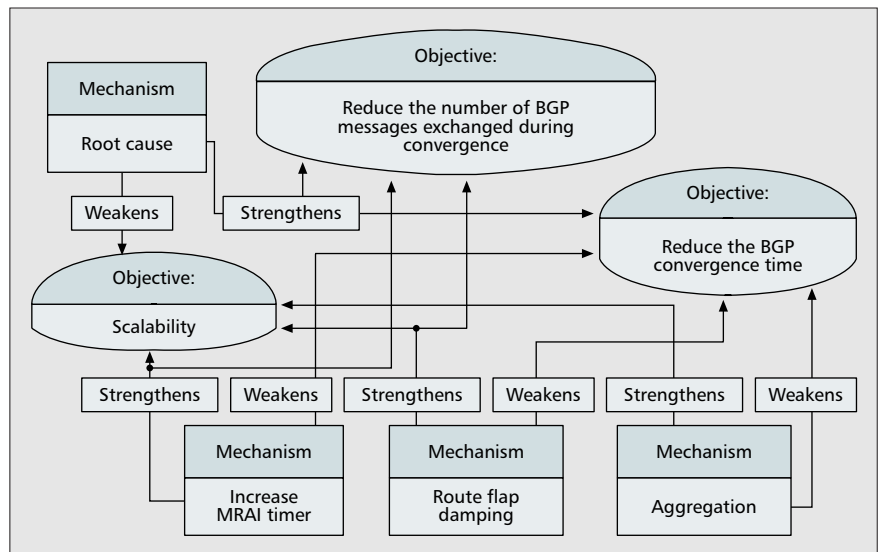 Objective:
Reduce the number of BGP
messages exchanged during
convergence
Mechanism
Root cause
Weakens
Strengthens
Objective:
Reduce the BGP
convergence time
Objective:
Scalability
Strengthens
Weakens
Strengthens
Weakens
Strengthens
Weakens
Mechanism
Increase
MRAI timer
Mechanism
Route flap
damping
Mechanism
Aggregation